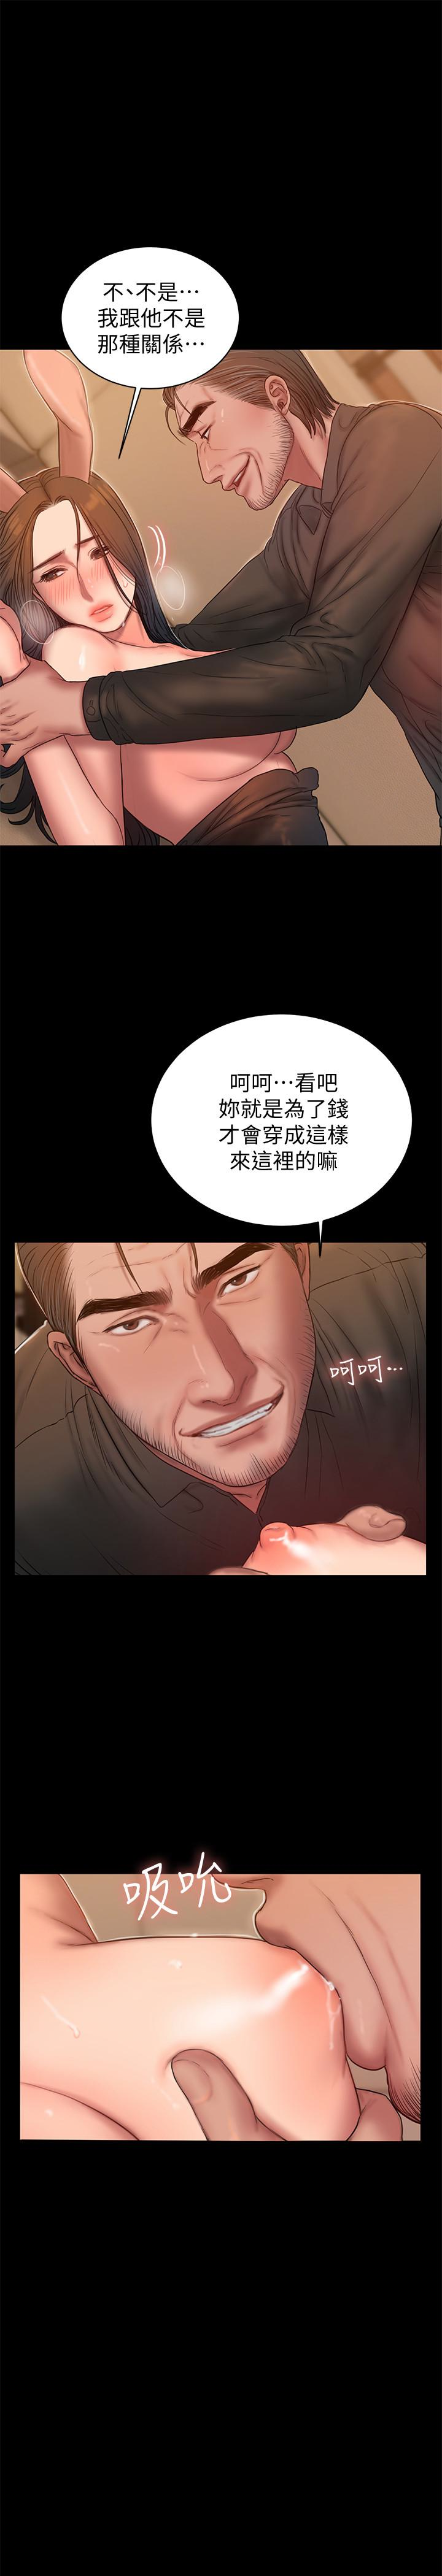 不、不是⋯
我跟他不是
那種關係⋯
呵呵⋯看吧
妳就是為了錢
才會穿成這樣
來這裡的嘛
呵呵⋯
吸吮